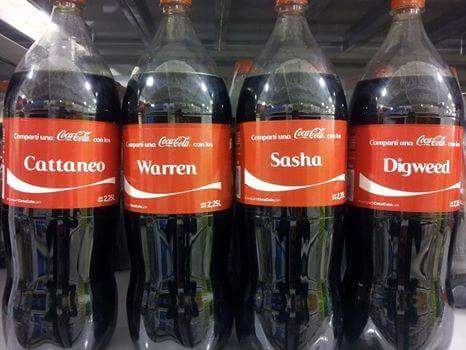 Compartí una Coca-Cola con los
Cattaneo
2,25L
Compartí una Coca-Cola con los
Warren
2,25L
Compartí una Coca-Cola con los
Sasha
2,25L
Compartí una Coca-Cola con los
Digweed
2,25L